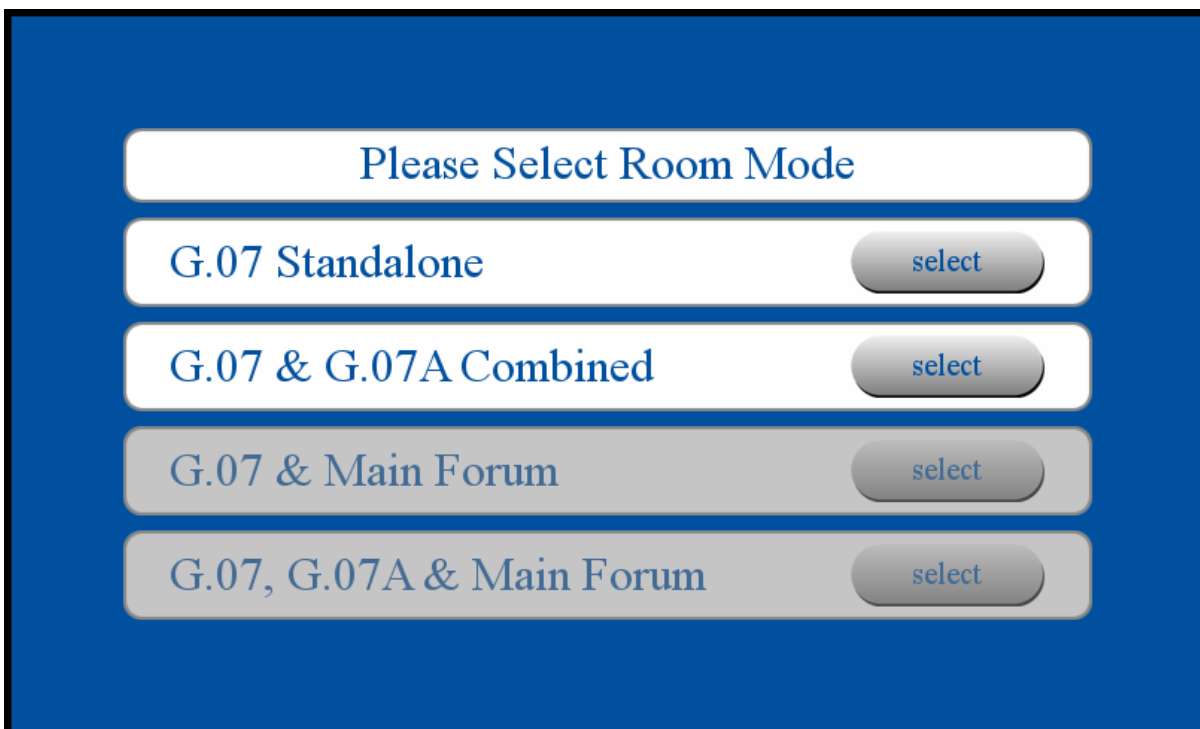 Please Select Room Mode
G.07 Standalone select
G.07 & G.07A Combined select
G.07 & Main Forum select
G.07, G.07A & Main Forum select